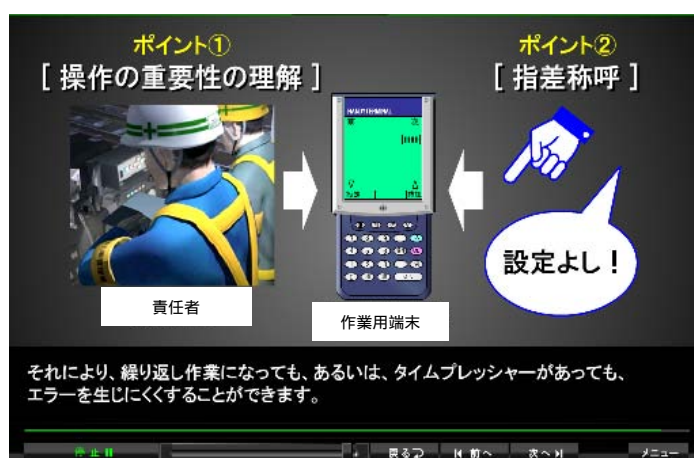 ポイント①
[ 操作の重要性の理解 ]
ポイント②
[ 指差称呼 ]
設定よし！
責任者
作業用端末
それにより、繰り返し作業になっても、あるいは、タイムプレッシャーがあっても、
エラーを生じにくくすることができます。
停止
戻る
前へ
次へ
メニュー